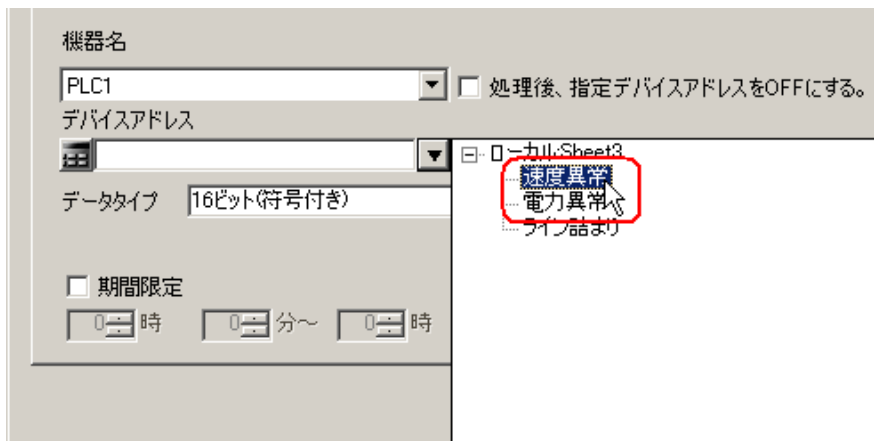 機器名
PLC1
処理後、指定デバイスアドレスをOFFにする。
デバイスアドレス
ローカル:Sheet3
速度異常
電力異常
ライン詰まり
データタイプ 16ビット(符号付き)
期間限定
0 時 0 分～ 0 時